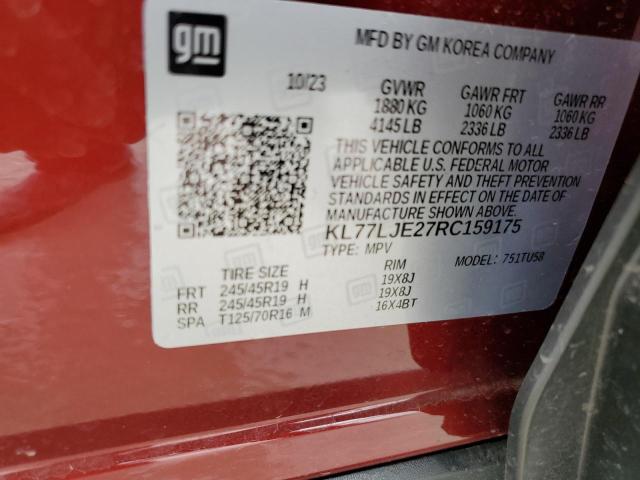 gm
MFD BY GM KOREA COMPANY
10/23 GVWR GAWR FRT GAWR RR
1880 KG 1060 KG 1060 KG
4145 LB 2336 LB 2336 LB
THIS VEHICLE CONFORMS TO ALL
APPLICABLE U.S. FEDERAL MOTOR
VEHICLE SAFETY AND THEFT PREVENTION
STANDARDS IN EFFECT ON THE DATE OF
MANUFACTURE SHOWN ABOVE.
KL77LJE27RC159175
TYPE: MPV MODEL: 751TU58
TIRE SIZE RIM
FRT 245/45R19 H 19X8J
RR 245/45R19 H 19X8J
SPA T125/70R16 M 16X4BT